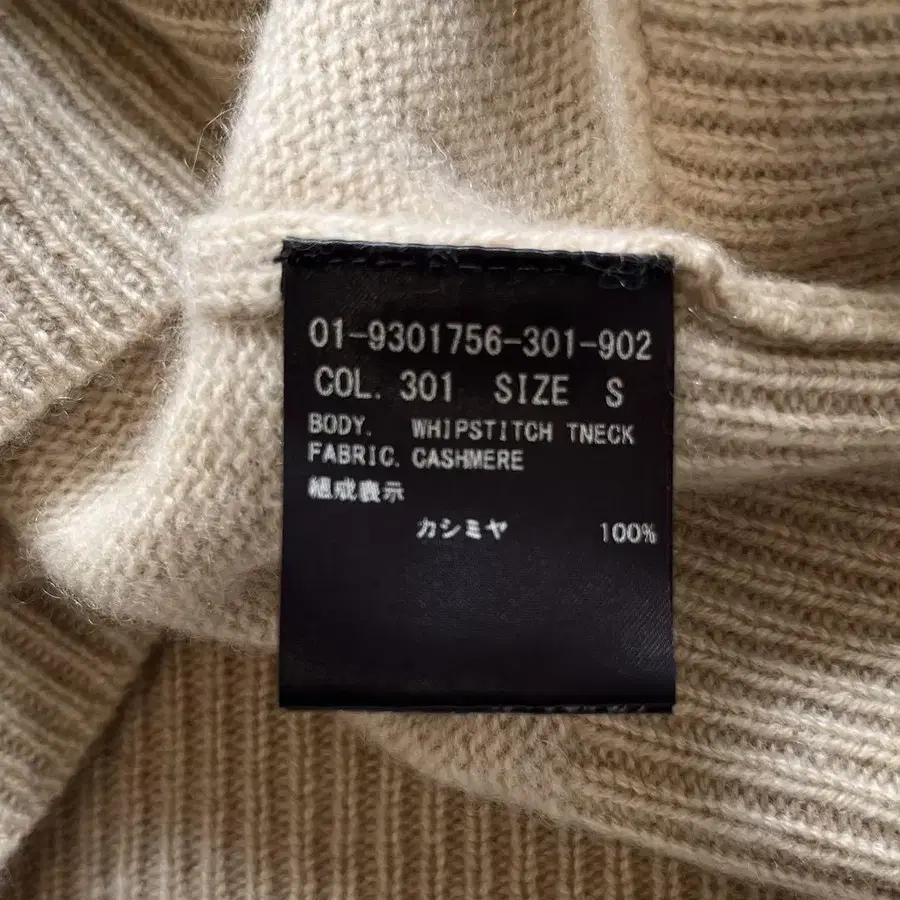 01-9301756-301-902
COL. 301 SIZE S
BODY. WHIPSTITCH TNECK
FABRIC. CASHMERE
組成表示
カシミヤ 100%